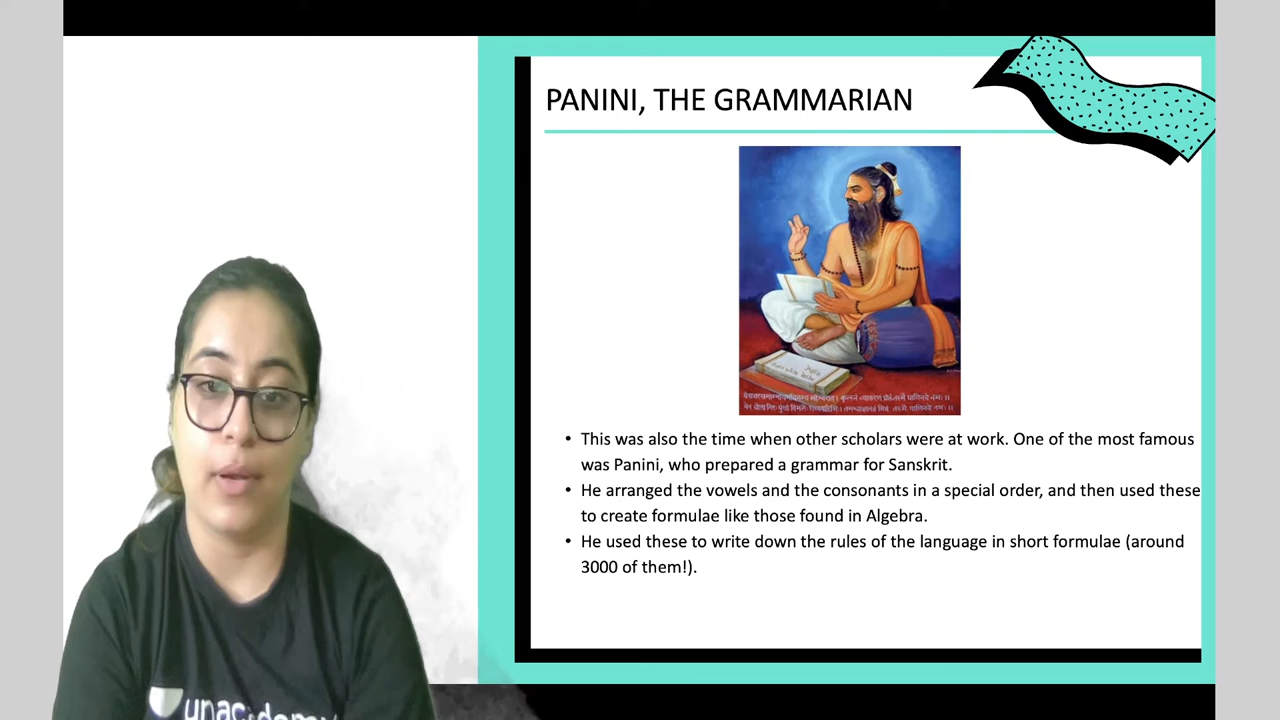 PANINI, THE GRAMMARIAN
• This was also the time when other scholars were at work. One of the most famous
was Panini, who prepared a grammar for Sanskrit.
• He arranged the vowels and the consonants in a special order, and then used these
to create formulae like those found in Algebra.
• He used these to write down the rules of the language in short formulae (around
3000 of them!).
unacademy